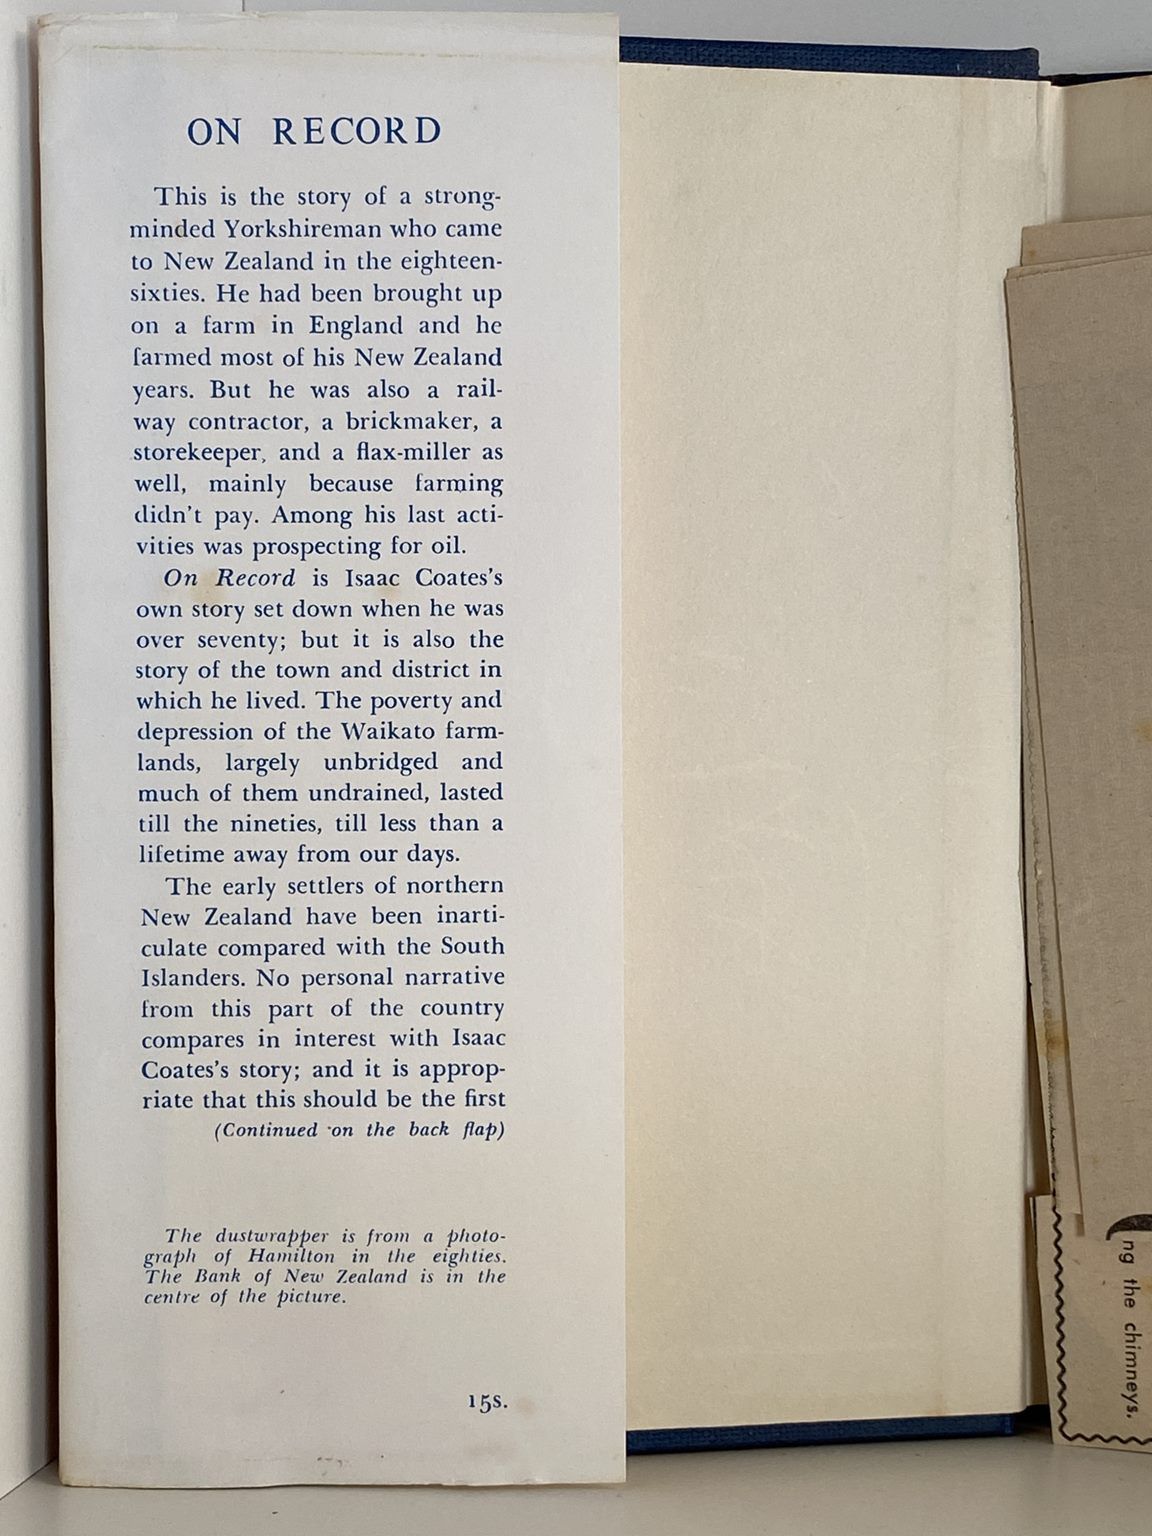 ON RECORD
This is the story of a strong-
minded Yorkshireman who came
to New Zealand in the eighteen-
sixties. He had been brought up
on a farm in England and he
farmed most of his New Zealand
years. But he was also a rail-
way contractor, a brickmaker, a
storekeeper, and a flax-miller as
well, mainly because farming
didn't pay. Among his last acti-
vities was prospecting for oil.
On Record is Isaac Coates's
own story set down when he was
over seventy; but it is also the
story of the town and district in
which he lived. The poverty and
depression of the Waikato farm-
lands, largely unbridged and
much of them undrained, lasted
till the nineties, till less than a
lifetime away from our days.
The early settlers of northern
New Zealand have been inarti-
culate compared with the South
Islanders. No personal narrative
from this part of the country
compares in interest with Isaac
Coates's story; and it is approp-
riate that this should be the first
(Continued on the back flap)
The dustwrapper is from a photo-
graph of Hamilton in the eighties.
The Bank of New Zealand is in the
centre of the picture.
15s.
ng the chimneys.